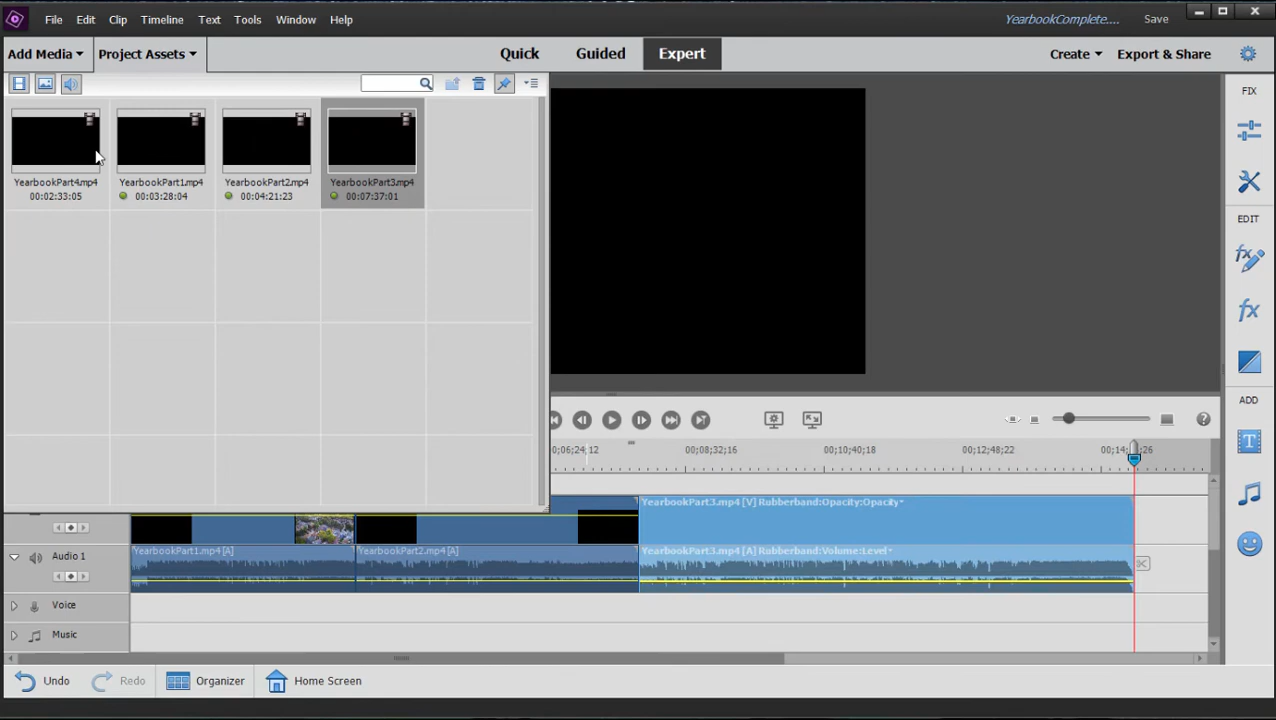 File Edit Clip Timeline Text Tools Window Help YearbookComplete.... Save
Add Media Project Assets Quick Guided Expert Create Export & Share
FIX
YearbookPart4.mp4 YearbookPart1.mp4 YearbookPart2.mp4 YearbookPart3.mp4
00:02:33:05 00:03:28:04 00:04:21:23 00:07:37:01
EDIT
ADD
;06;24;12 00;08;32;16 00;10;40;18 00;12;48;22 00;14; ;26
YearbookPart3.mp4 [V] Rubberband:Opacity:Opacity
Audio 1 YearbookPart1.mp4 [A] YearbookPart2.mp4 [A] YearbookPart3.mp4 [A] Rubberband:Volume:Level
Voice
Music
Undo Redo Organizer Home Screen